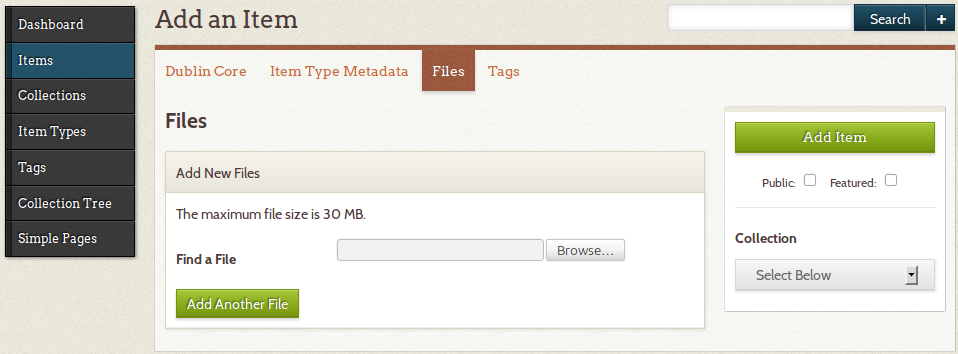 Dashboard
Items
Collections
Item Types
Tags
Collection Tree
Simple Pages
Add an Item
Search
+
Dublin Core
Item Type Metadata
Files
Tags
Files
Add New Files
The maximum file size is 30 MB.
Find a File
Browse...
Add Another File
Add Item
Public:
Featured:
Collection
Select Below